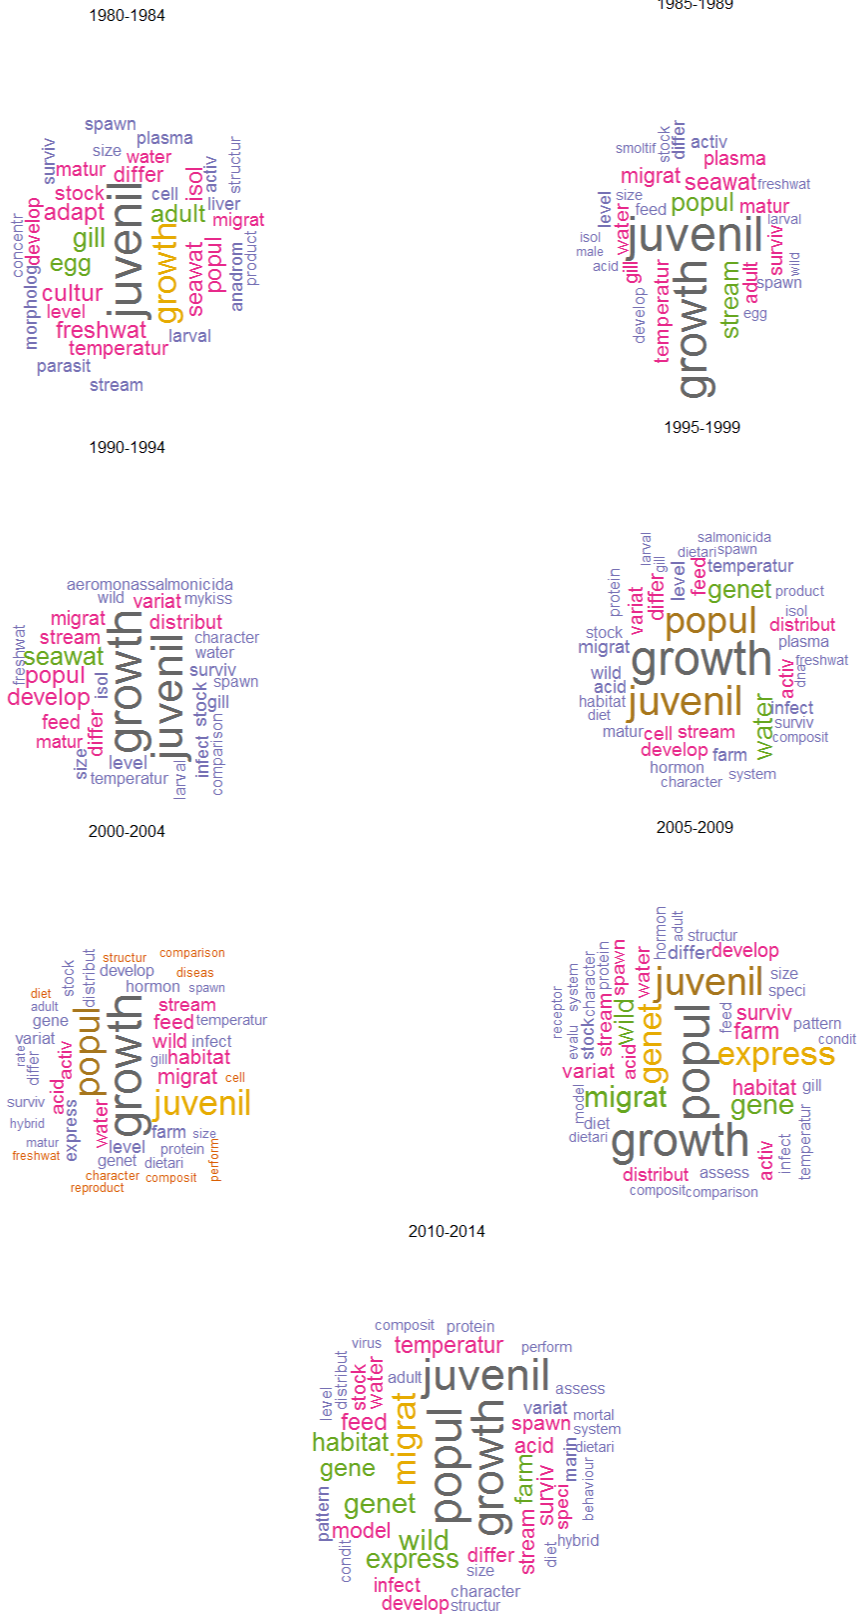 1980-1984
spawn
plasma
size
water
surviv
matur
differ
isol
activ
structur
stock
juvenil
cell
liver
adapt
adult
migrat
concentr
develop
gill
growth
seawat
popul
anadrom
product
egg
morpholog
cultur
level
freshwat
larval
temperatur
parasit
stream
1985-1989
smoltif
stock
differ
activ
plasma
migrat
seawat
freshwat
level
size
feed
popul
matur
water
larval
isol
juvenil
surviv
male
wild
acid
gill
growth
stream
adult
spawn
develop
temperatur
egg
1990-1994
aeromonassalmonicida
wild
variat
mykiss
migrat
distribut
stream
growth
juvenil
character
freshwat
seawat
water
popul
isol
surviv
develop
stock
spawn
gill
feed
differ
matur
infect
comparison
size
level
larval
temperatur
1995-1999
larval
salmonicida
gill
dietari
spawn
level
feed
temperatur
protein
variat
differ
genet
product
isol
stock
popul
distribut
migrat
plasma
growth
activ
dna
freshwat
wild
acid
habitat
juvenil
water
infect
diet
surviv
matur
cell
stream
composit
develop
farm
hormon
system
character
2000-2004
stock
distribut
structur
comparison
develop
diseas
diet
hormon
spawn
adult
popul
growth
stream
gene
feed
temperatur
variat
activ
wild
infect
rate
differ
gill
habitat
acid
migrat
cell
surviv
juvenil
hybrid
express
water
farm
size
matur
level
protein
freshwat
genet
dietari
perform
character
composit
reproduct
2005-2009
hormon
adult
structur
system
character
protein
spawn
water
differ
develop
receptor
juvenil
size
speci
evalu
stock
stream
wild
genet
popul
feed
surviv
farm
pattern
condit
variat
acid
express
model
migrat
habitat
gill
gene
diet
dietari
growth
activ
infect
temperatur
distribut
assess
composit
comparison
2010-2014
composit
protein
virus
temperatur
perform
level
distribut
stock
water
adult
juvenil
assess
migrat
popul
growth
variat
mortal
feed
spawn
system
habitat
acid
marin
dietari
gene
farm
surviv
speci
behaviour
genet
pattern
model
wild
stream
hybrid
condit
express
differ
diet
size
infect
character
develop
structur